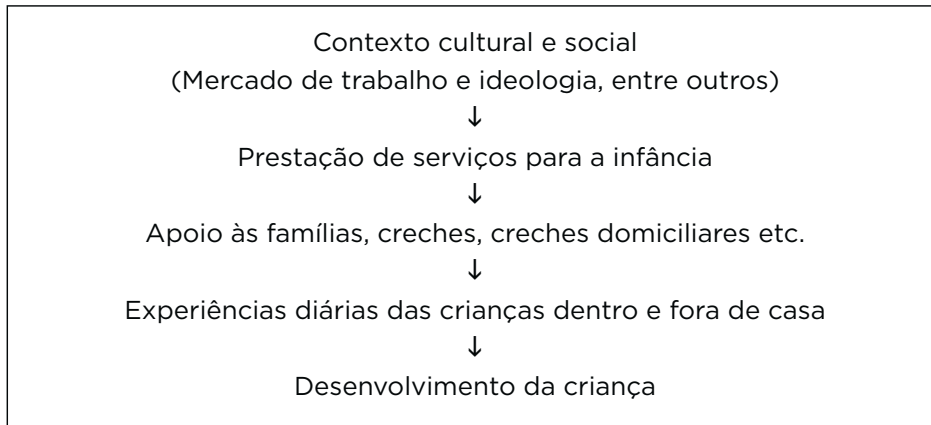 Contexto cultural e social
(Mercado de trabalho e ideologia, entre outros)
↓
Prestação de serviços para a infância
↓
Apoio às famílias, creches, creches domiciliares etc.
↓
Experiências diárias das crianças dentro e fora de casa
↓
Desenvolvimento da criança